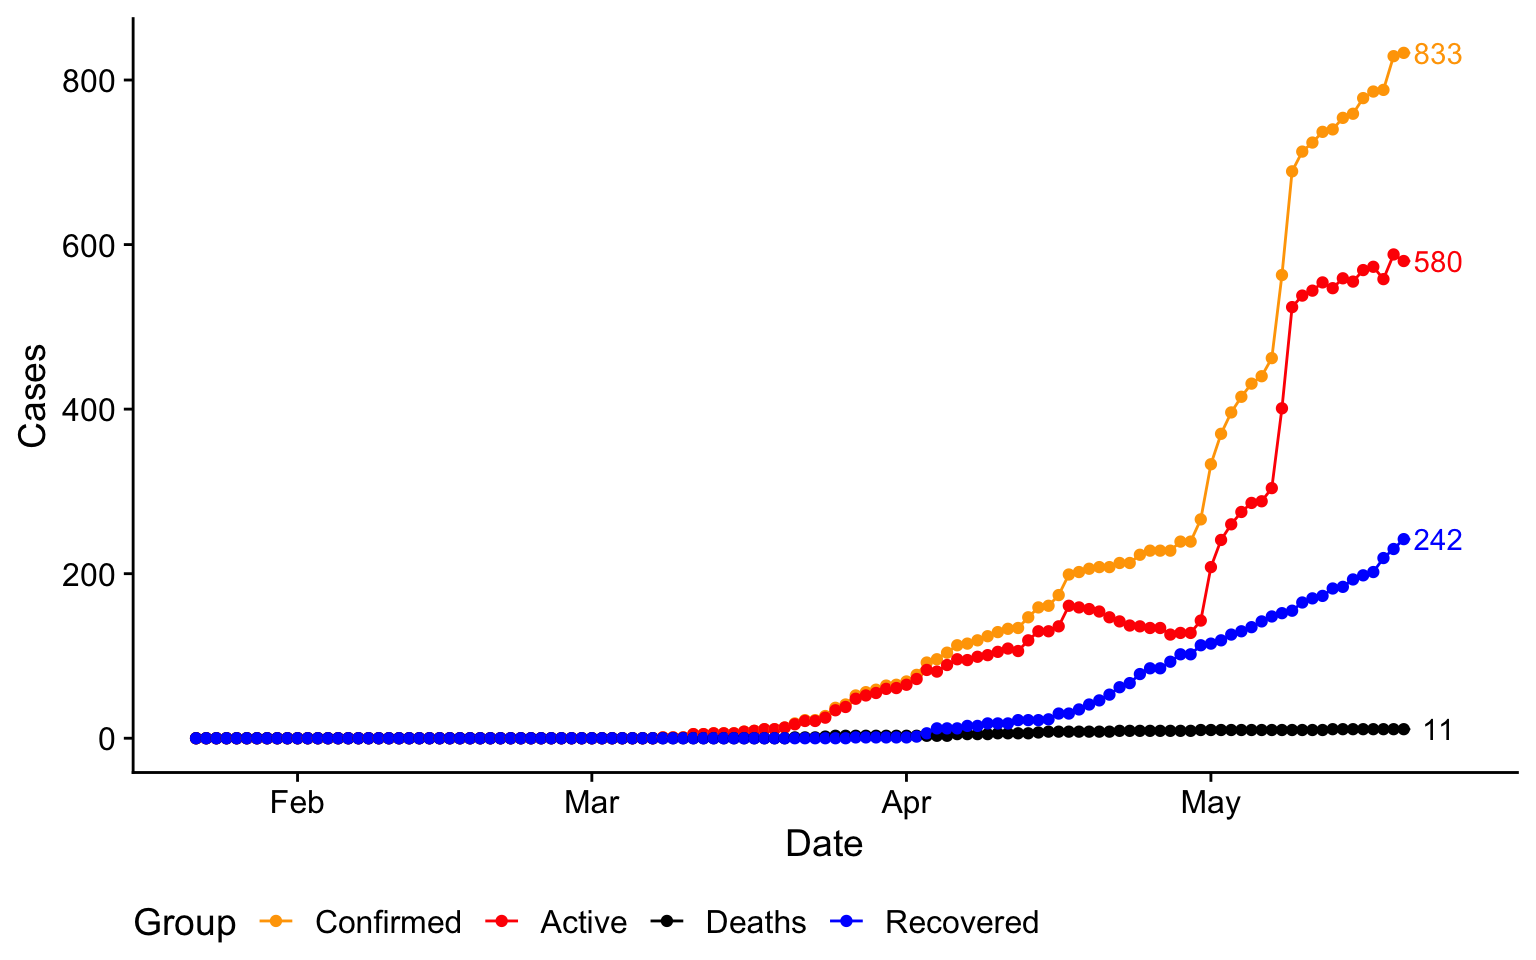 833
800
600
580
Cases
400
242
200
11
0
Feb Mar Apr May
Date
Group Confirmed Active Deaths Recovered